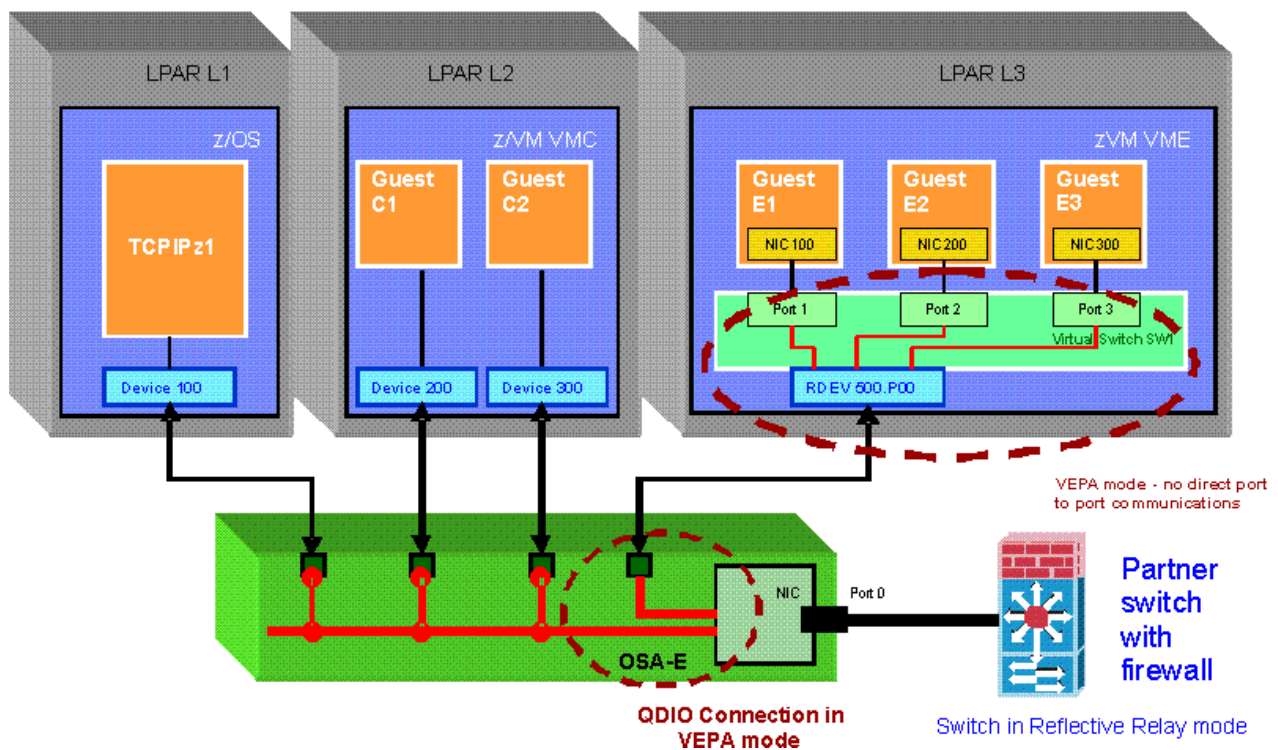 LPAR L1
LPAR L2
LPAR L3
z/OS
z/VM VMC
zVM VME
TCPIPz1
Guest
C1
Guest
C2
Guest
E1
Guest
E2
Guest
E3
NIC 100
NIC 200
NIC 300
Port 1
Port 2
Port 3
Virtual Switch SW1
Device 100
Device 200
Device 300
RDEV 500.P00
VEPA mode - no direct port
to port communications
NIC
Port 0
OSA-E
QDIO Connection in
VEPA mode
Partner
switch
with
firewall
Switch in Reflective Relay mode